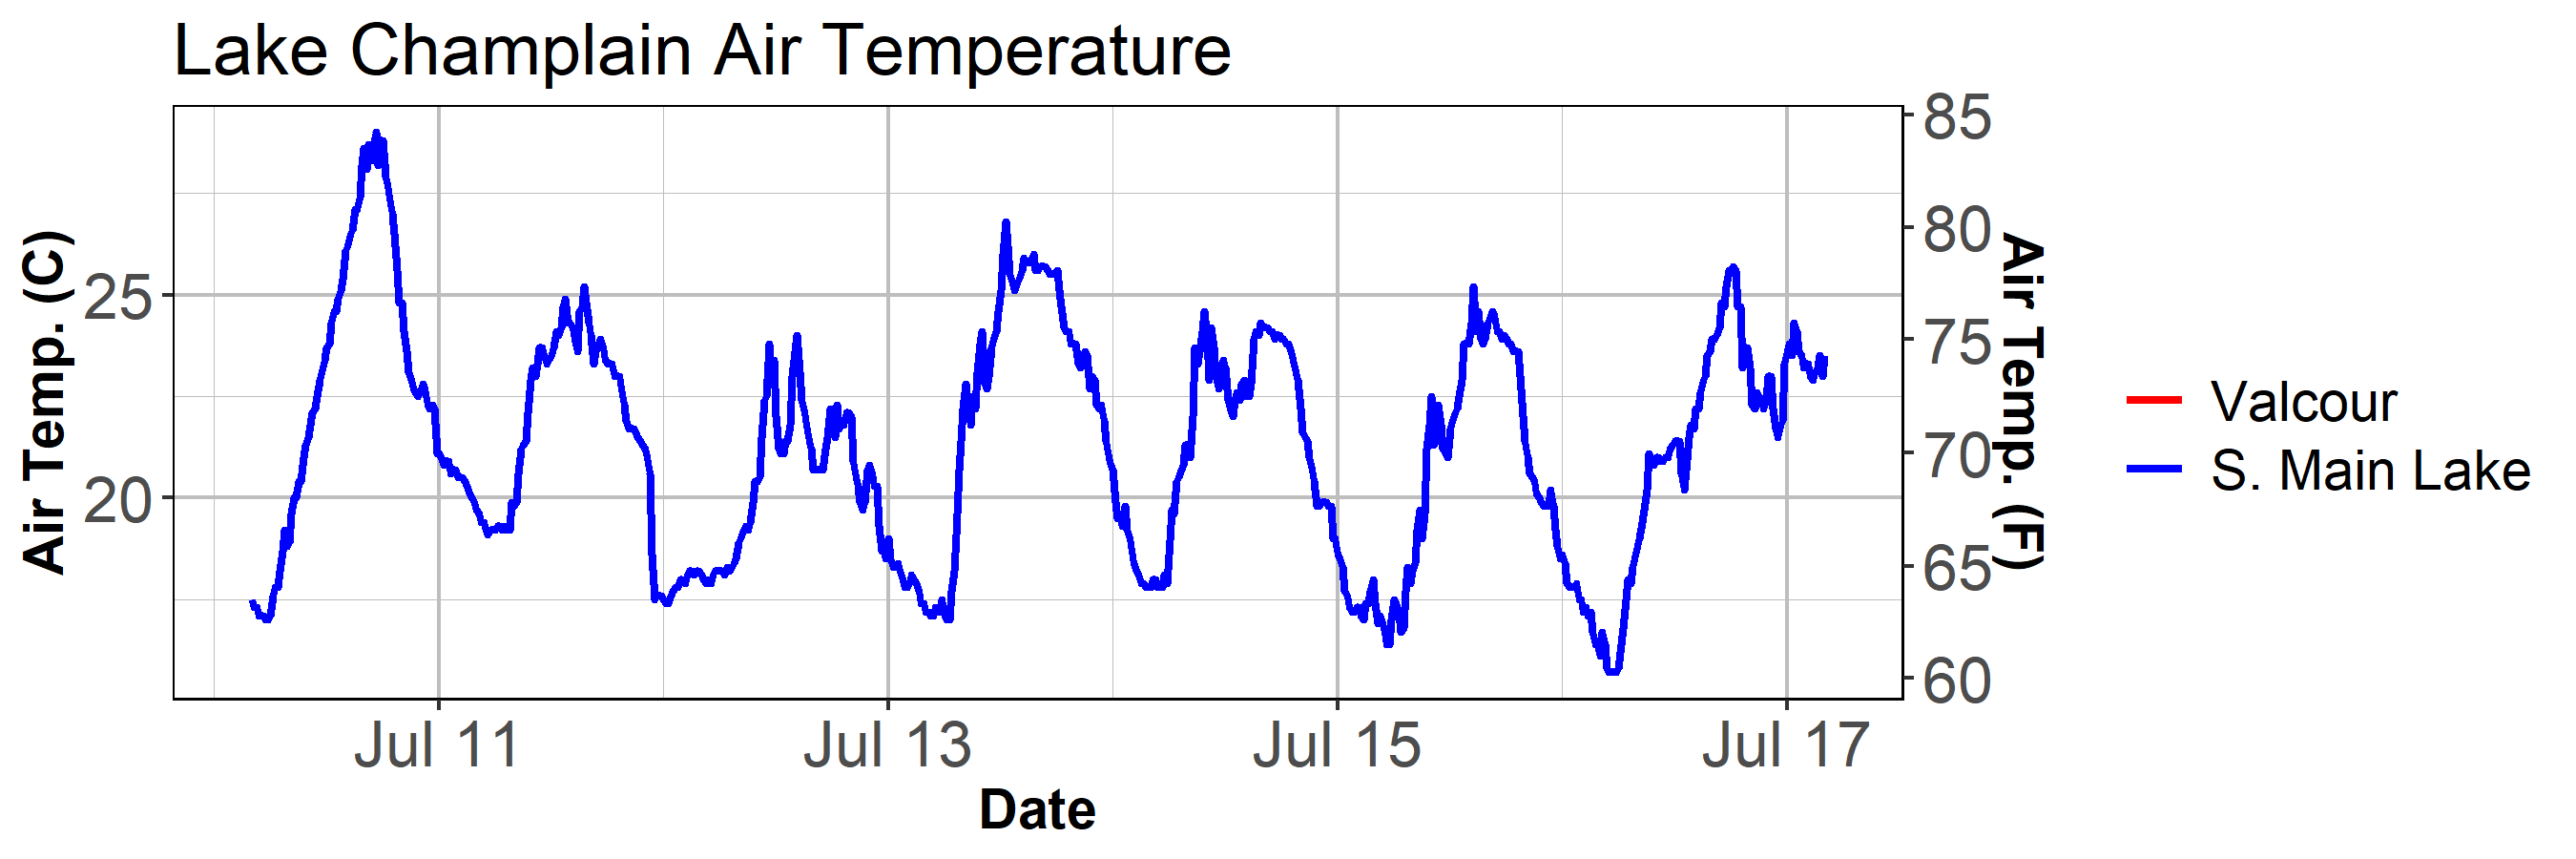 Lake Champlain Air Temperature
Air Temp. (C)
25
20
85
80
75
70
65
60
Air Temp. (F)
Jul 11
Jul 13
Jul 15
Jul 17
Date
Valcour
S. Main Lake